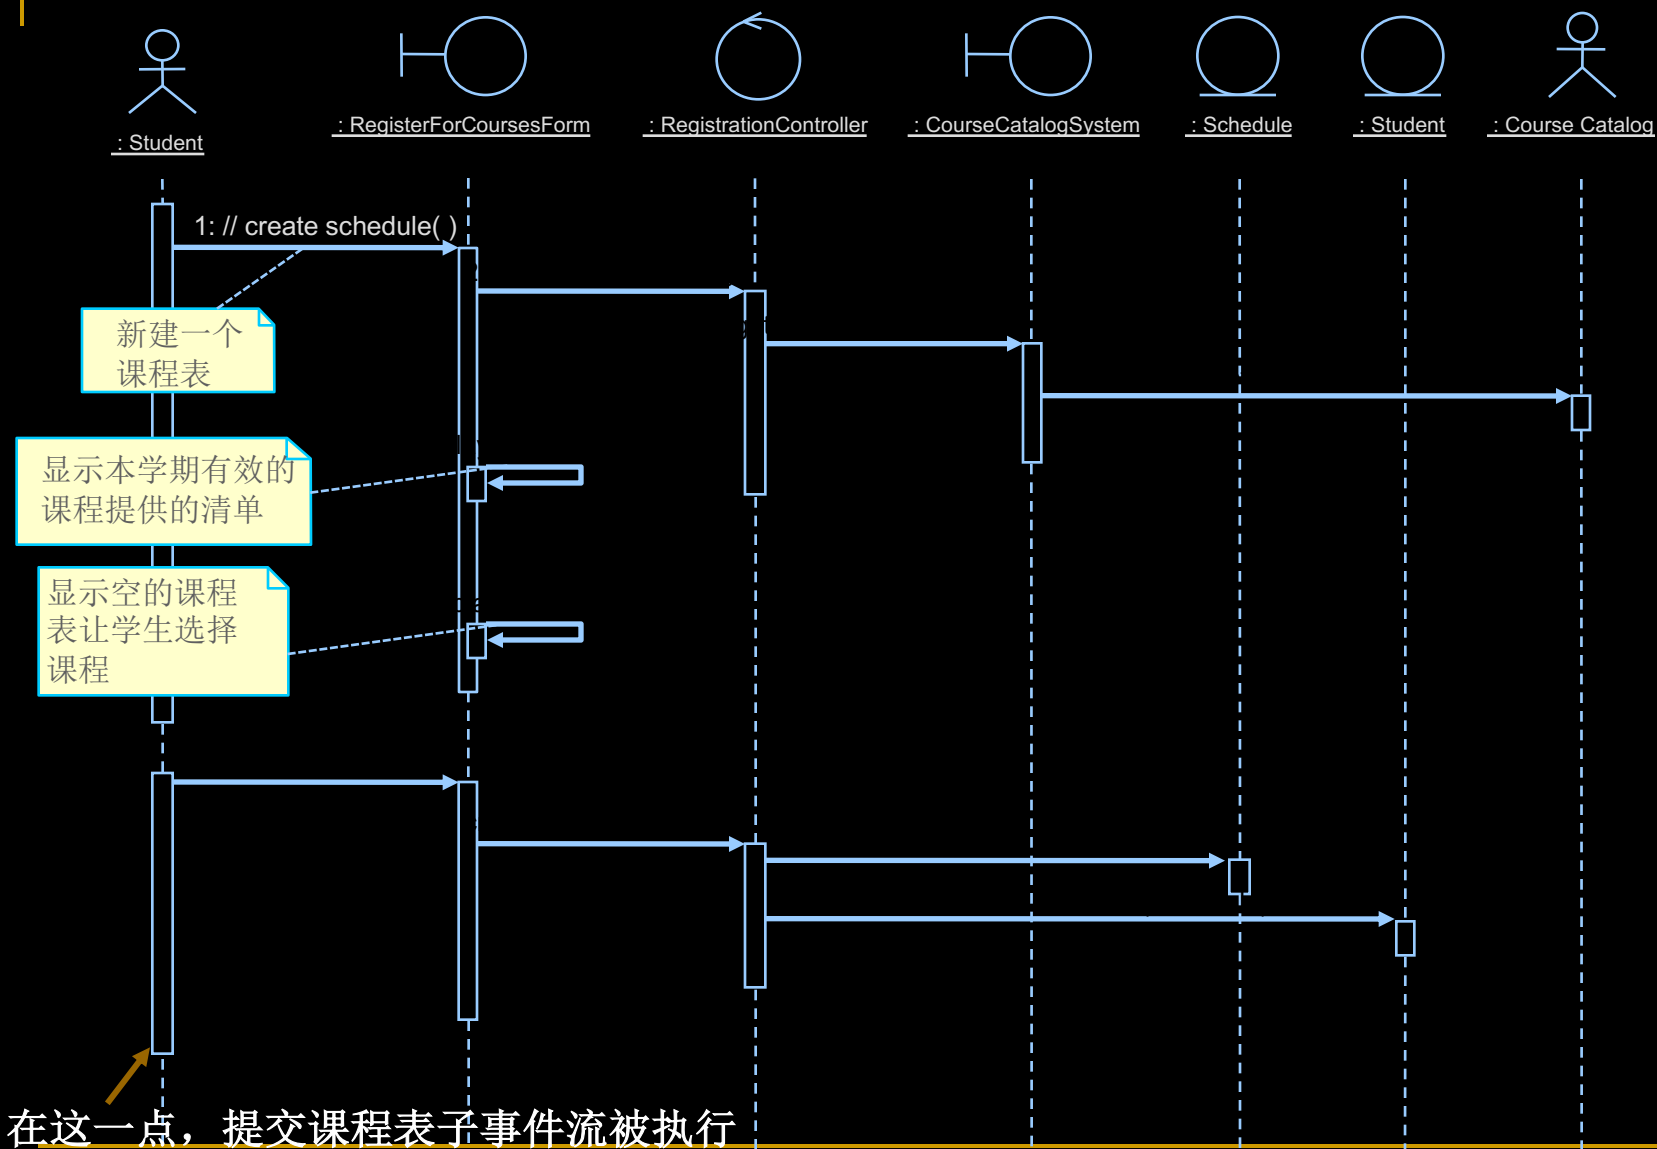 : Student
: RegisterForCoursesForm
: RegistrationController
: CourseCatalogSystem
: Schedule
: Student
: Course Catalog
1: // create schedule( )
新建一个
课程表
显示本学期有效的
课程提供的清单
显示空的课程
表让学生选择
课程
在这一点，提交课程表子事件流被执行